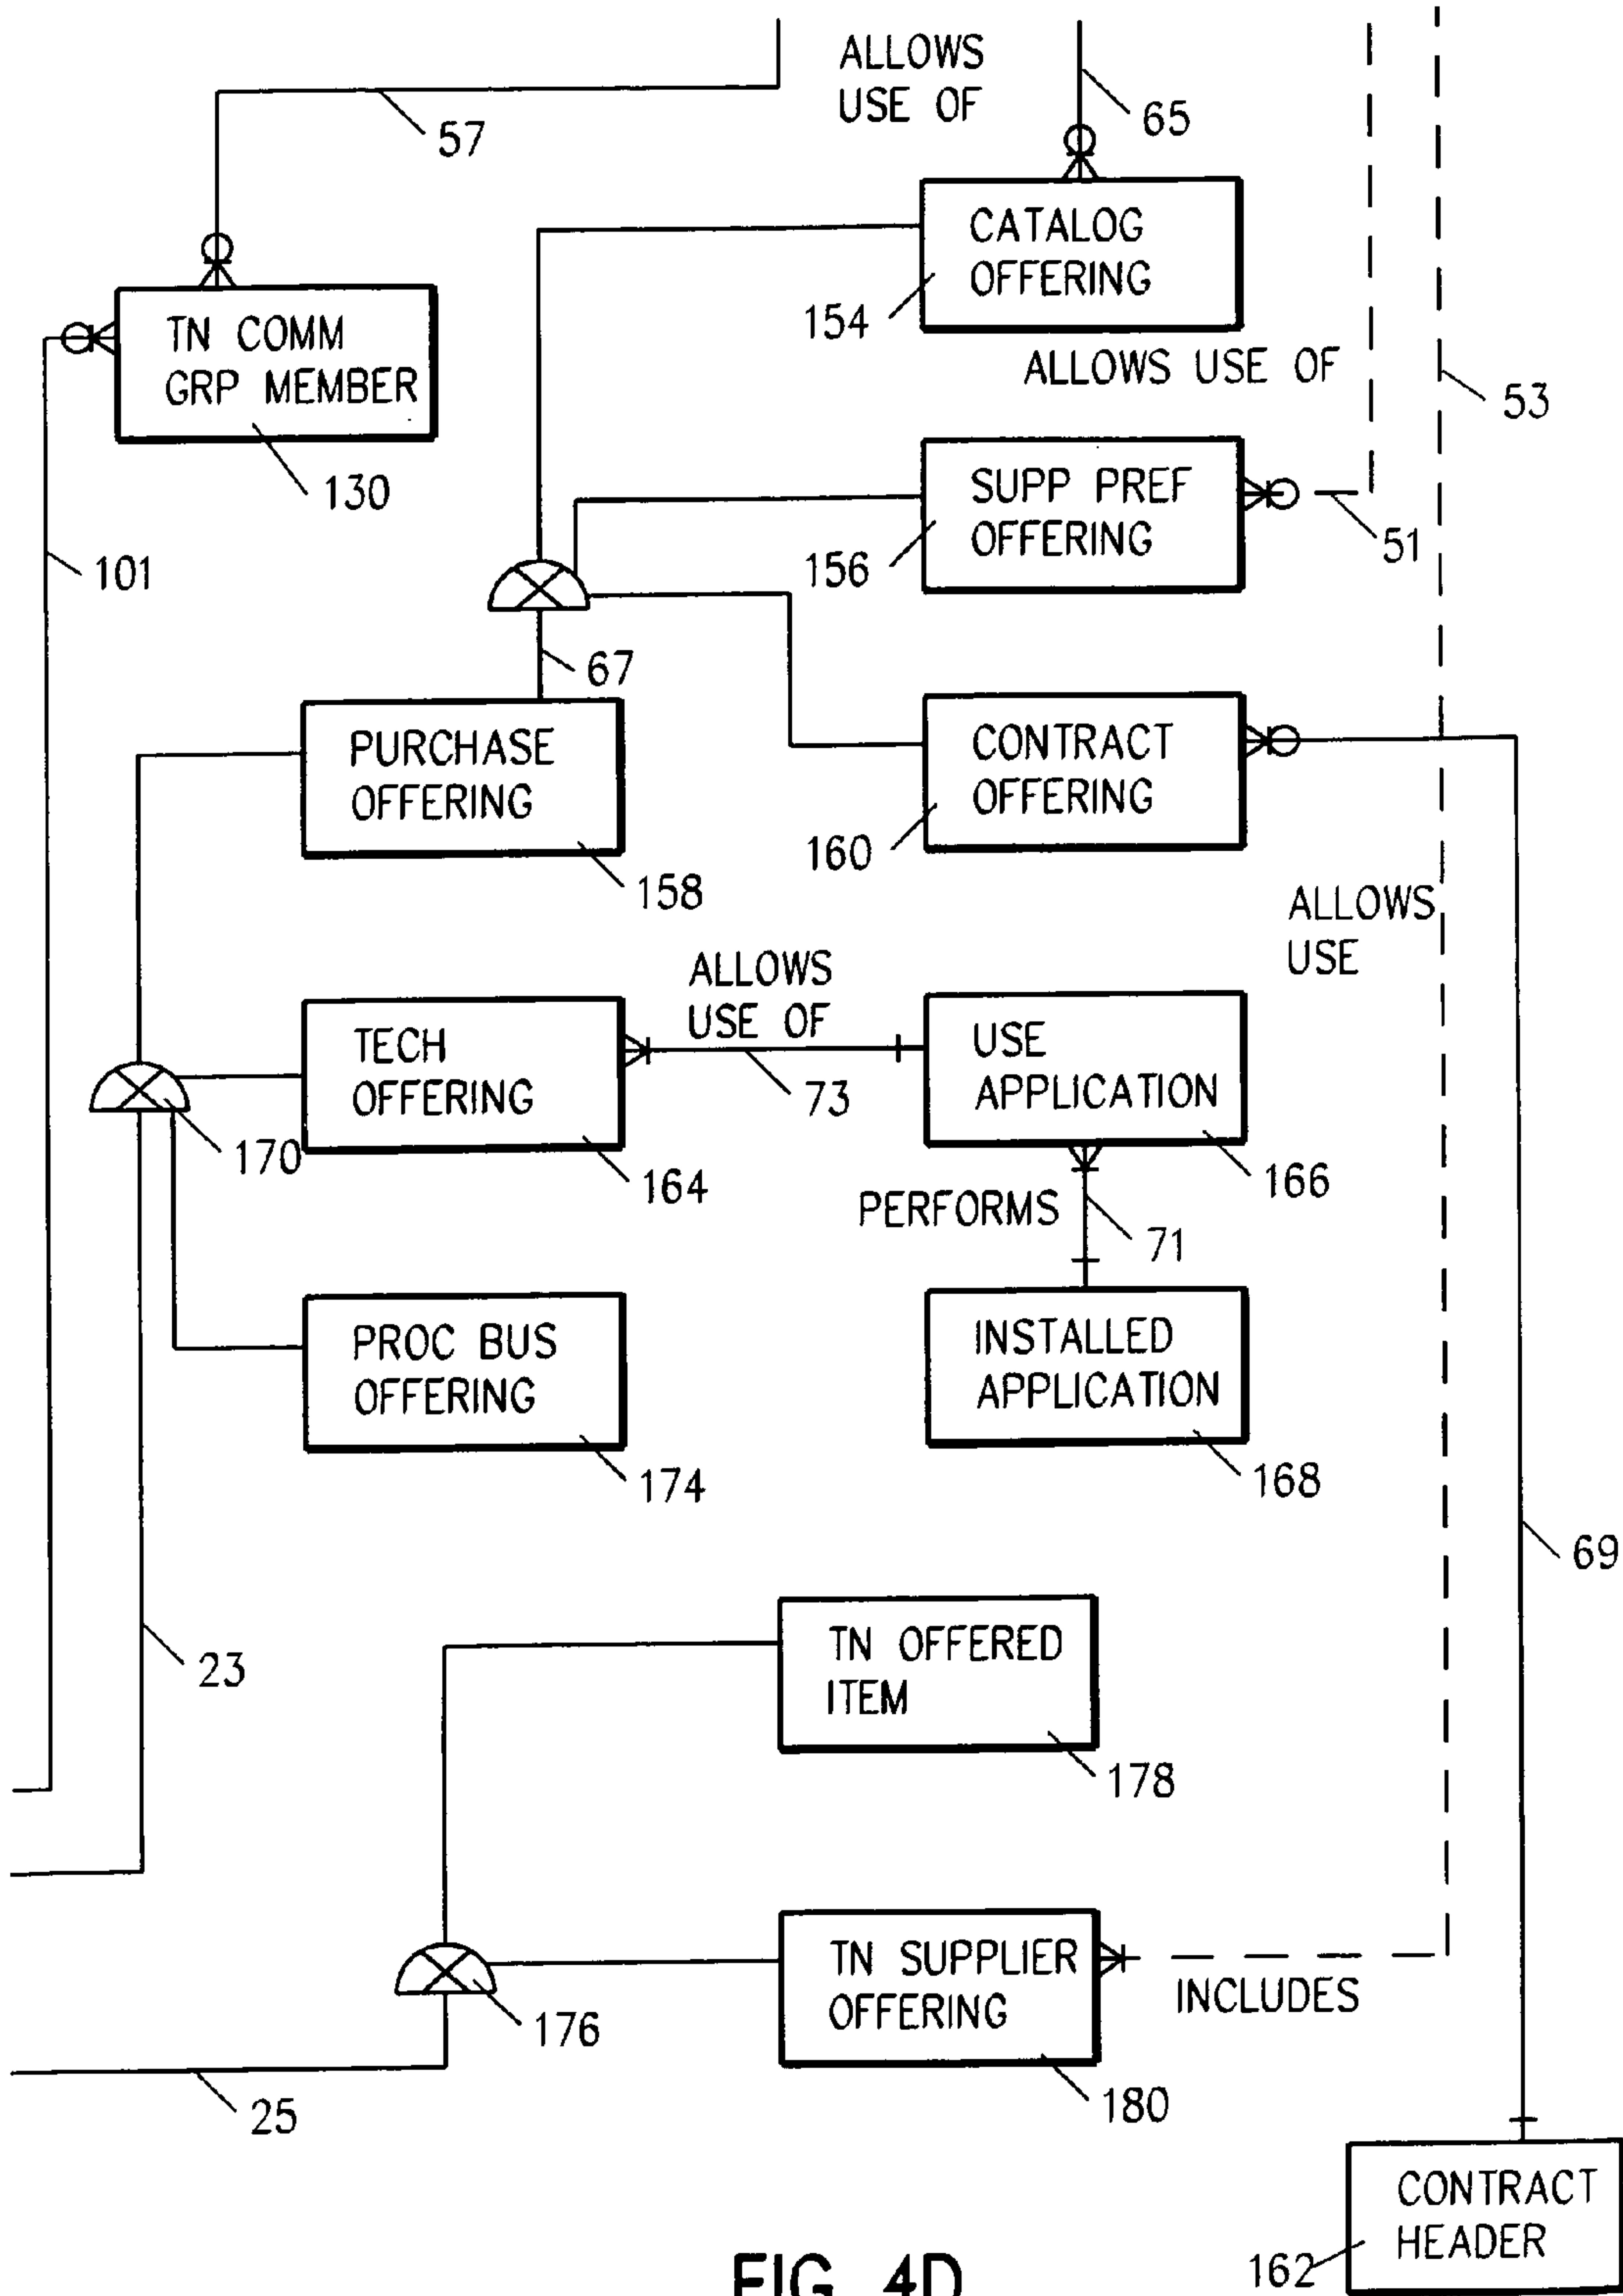 ALLOWS
USE OF
57
65
CATALOG
OFFERING
154
TN COMM
GRP MEMBER
130
ALLOWS USE OF
53
SUPP PREF
OFFERING
156
51
101
67
PURCHASE
OFFERING
158
CONTRACT
OFFERING
160
ALLOWS
USE
ALLOWS
USE OF
TECH
OFFERING
164
73
USE
APPLICATION
166
170
PERFORMS
71
PROC BUS
OFFERING
174
INSTALLED
APPLICATION
168
69
23
TN OFFERED
ITEM
178
TN SUPPLIER
OFFERING
180
INCLUDES
176
25
CONTRACT
HEADER
162
FIG. 4D